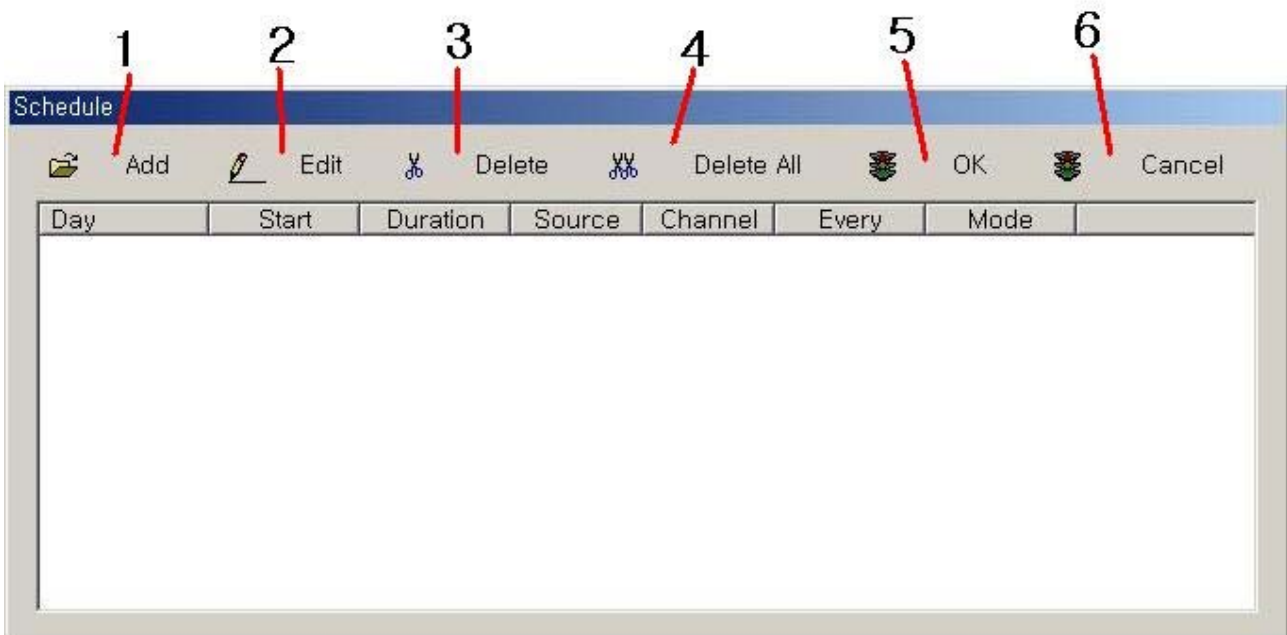 1 2 3 4 5 6
Schedule
Add Edit Delete Delete All OK Cancel
Day Start Duration Source Channel Every Mode